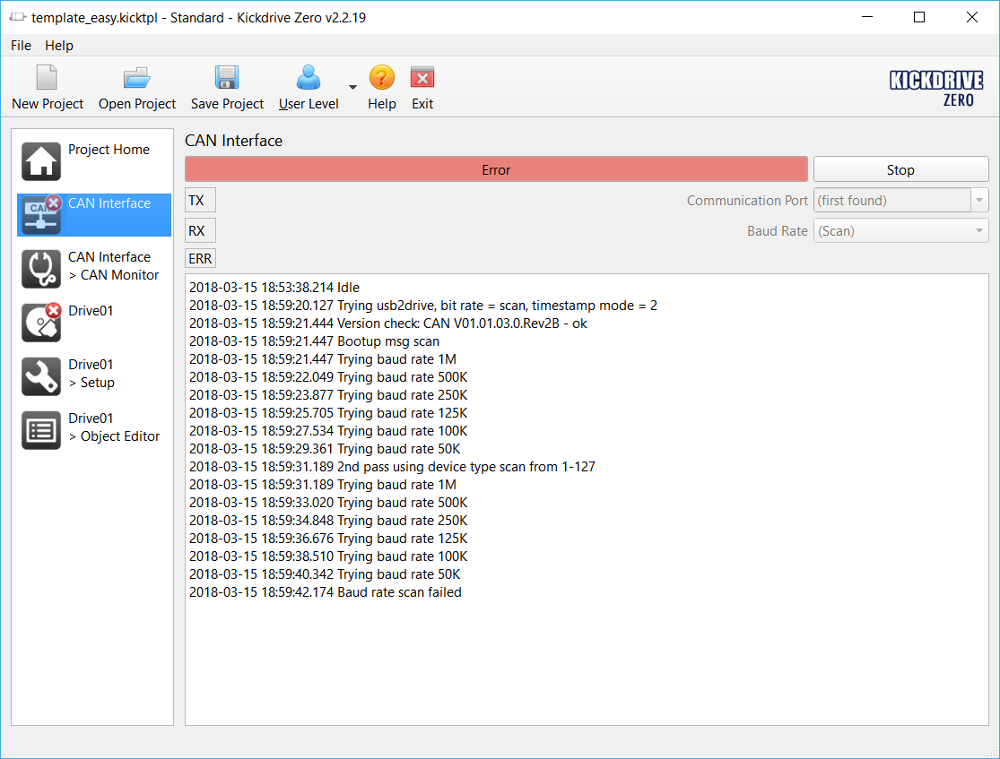 template_easy.kicktpl - Standard - Kickdrive Zero v2.2.19
File Help
New Project Open Project Save Project User Level Help Exit
KICKDRIVE
ZERO
Project Home
CAN Interface
CAN Interface
> CAN Monitor
Drive01
Drive01
> Setup
Drive01
> Object Editor
CAN Interface
Error Stop
TX Communication Port (first found)
RX Baud Rate (Scan)
ERR
2018-03-15 18:53:38.214 Idle
2018-03-15 18:59:20.127 Trying usb2drive, bit rate = scan, timestamp mode = 2
2018-03-15 18:59:21.444 Version check: CAN V01.01.03.0.Rev2B - ok
2018-03-15 18:59:21.447 Bootup msg scan
2018-03-15 18:59:21.447 Trying baud rate 1M
2018-03-15 18:59:22.049 Trying baud rate 500K
2018-03-15 18:59:23.877 Trying baud rate 250K
2018-03-15 18:59:25.705 Trying baud rate 125K
2018-03-15 18:59:27.534 Trying baud rate 100K
2018-03-15 18:59:29.361 Trying baud rate 50K
2018-03-15 18:59:31.189 2nd pass using device type scan from 1-127
2018-03-15 18:59:31.189 Trying baud rate 1M
2018-03-15 18:59:33.020 Trying baud rate 500K
2018-03-15 18:59:34.848 Trying baud rate 250K
2018-03-15 18:59:36.676 Trying baud rate 125K
2018-03-15 18:59:38.510 Trying baud rate 100K
2018-03-15 18:59:40.342 Trying baud rate 50K
2018-03-15 18:59:42.174 Baud rate scan failed